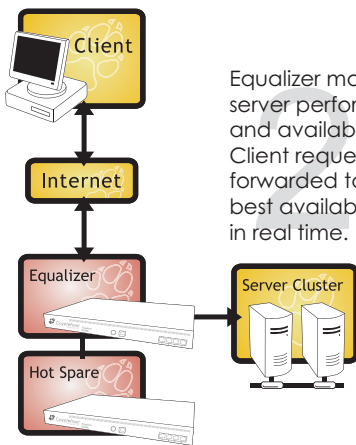 Client
Equalizer mo
server perfor
and availab
Client reque
forwarded to
best availab
in real time.
2
Internet
Equalizer
Server Cluster
Hot Spare